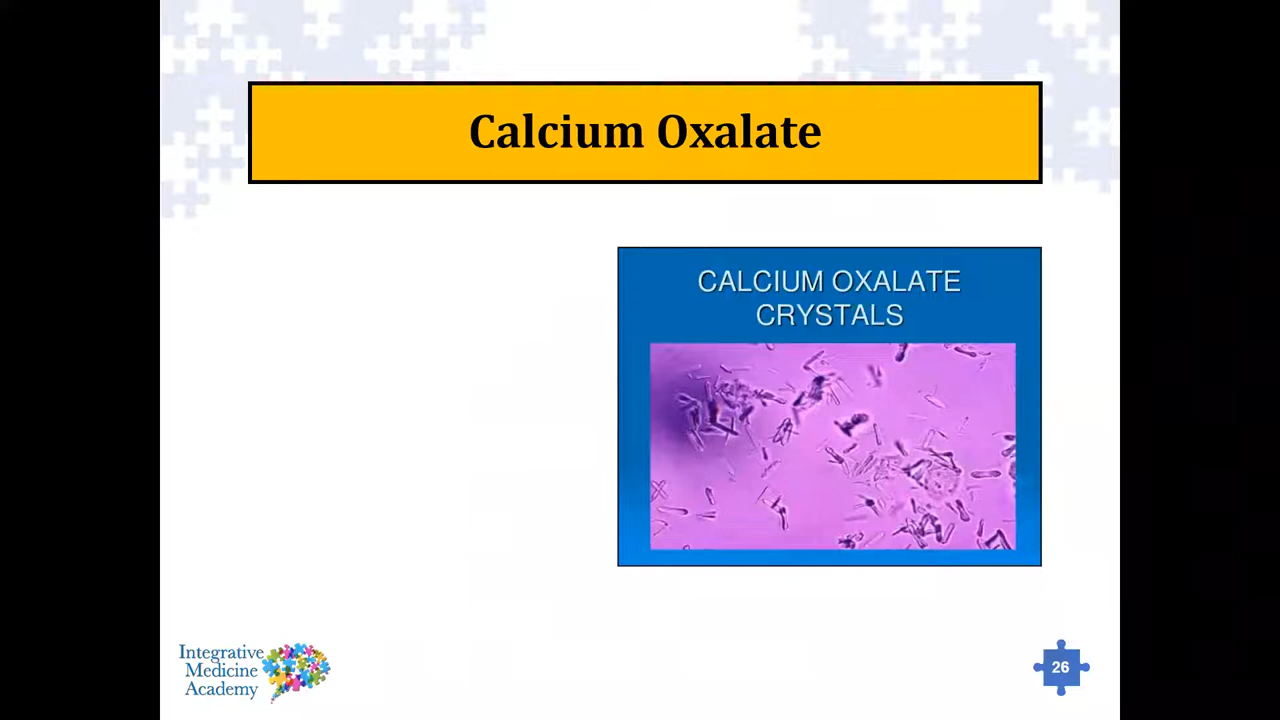 Calcium Oxalate
CALCIUM OXALATE
CRYSTALS
Integrative
Medicine
Academy
26